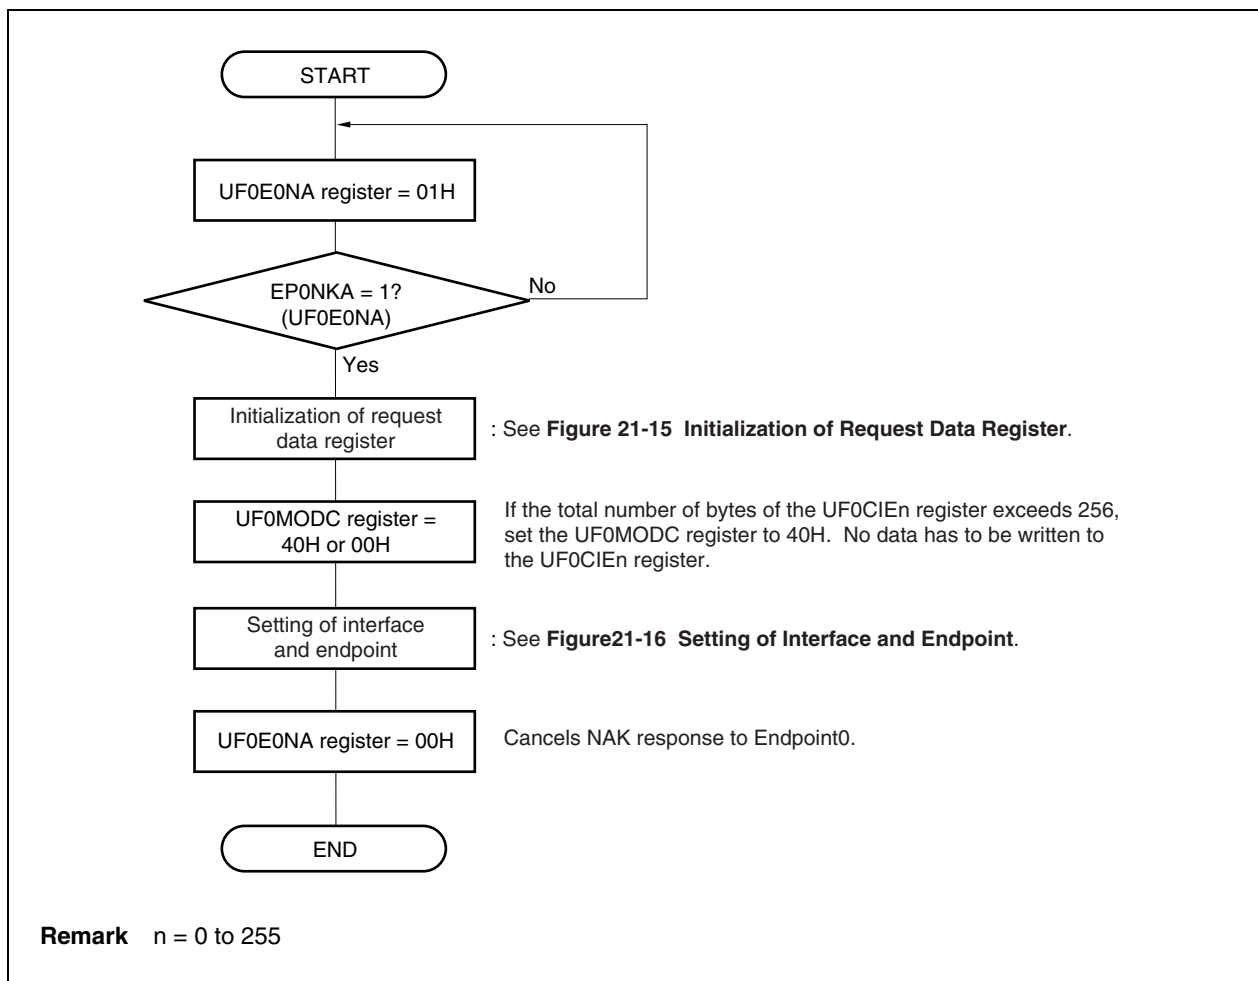 START
UF0E0NA register = 01H
EP0NKA = 1?
(UF0E0NA)
No
Yes
Initialization of request
data register
: See Figure 21-15  Initialization of Request Data Register.
UF0MODC register =
40H or 00H
If the total number of bytes of the UF0CIEn register exceeds 256,
set the UF0MODC register to 40H.  No data has to be written to
the UF0CIEn register.
Setting of interface
and endpoint
: See Figure21-16  Setting of Interface and Endpoint.
UF0E0NA register = 00H
Cancels NAK response to Endpoint0.
END
Remark   n = 0 to 255